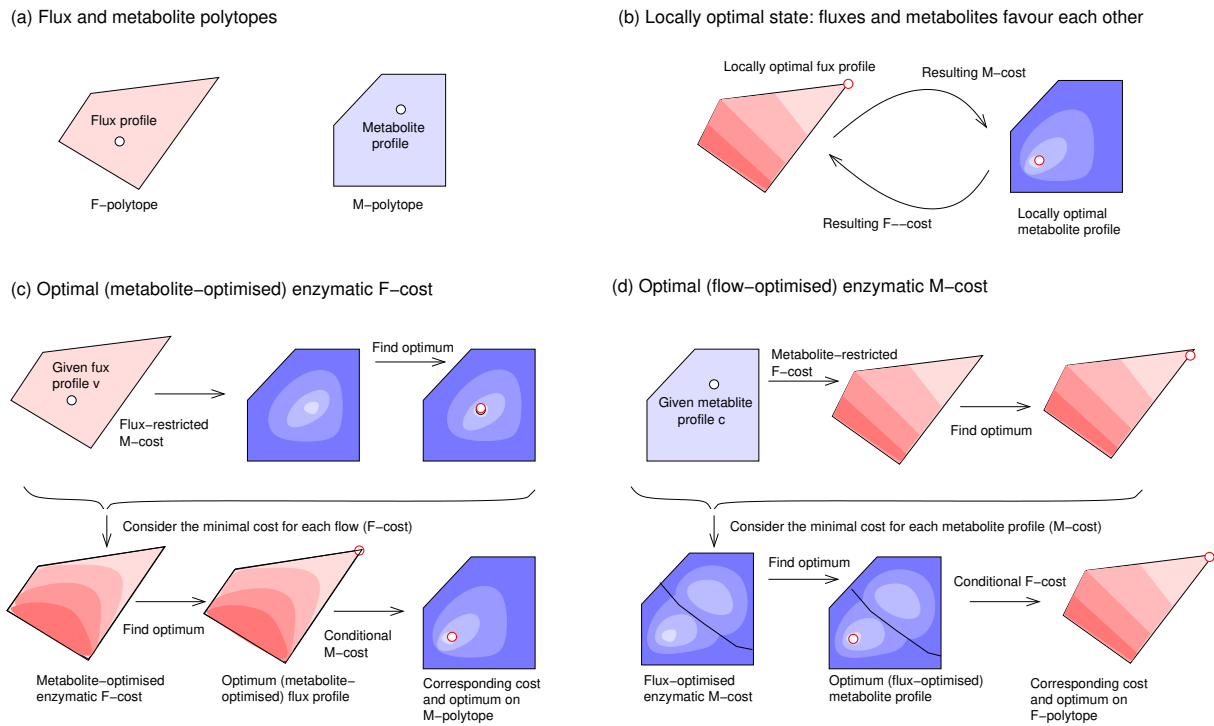 (a) Flux and metabolite polytopes
Flux profile
F−polytope
Metabolite
profile
M−polytope
(b) Locally optimal state: fluxes and metabolites favour each other
Locally optimal fux profile
Resulting M−cost
Resulting F−−cost
Locally optimal
metabolite profile
(c) Optimal (metabolite−optimised) enzymatic F−cost
Given fux
profile v
Flux−restricted
M−cost
Find optimum
Consider the minimal cost for each flow (F−cost)
Find optimum
Conditional
M−cost
Metabolite−optimised
enzymatic F−cost
Optimum (metabolite−
optimised) flux profile
Corresponding cost
and optimum on
M−polytope
(d) Optimal (flow−optimised) enzymatic M−cost
Given metablite
profile c
Metabolite−restricted
F−cost
Find optimum
Consider the minimal cost for each metabolite profile (M−cost)
Find optimum
Conditional F−cost
Flux−optimised
enzymatic M−cost
Optimum (flux−optimised)
metabolite profile
Corresponding cost
and optimum on
F−polytope